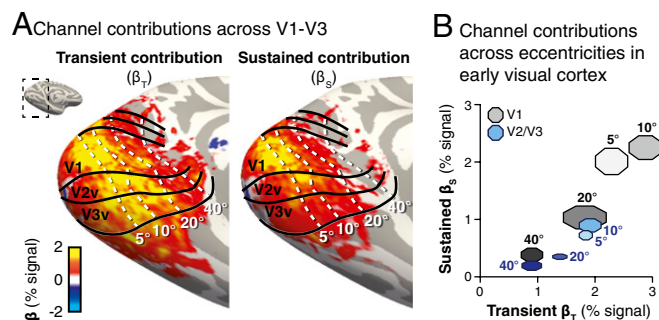 A Channel contributions across V1-V3
Transient contribution
(βT)
Sustained contribution
(βS)
V1
V2v
V3v
5°
10°
20°
40°
5°
10°
20°
40°
2
0
-2
β (% signal)
B Channel contributions
across eccentricities in
early visual cortex
V1
V2/V3
Sustained βS (% signal)
3
2
1
0
5°
10°
20°
10°
5°
40°
20°
40°
0
1
2
3
Transient βT (% signal)